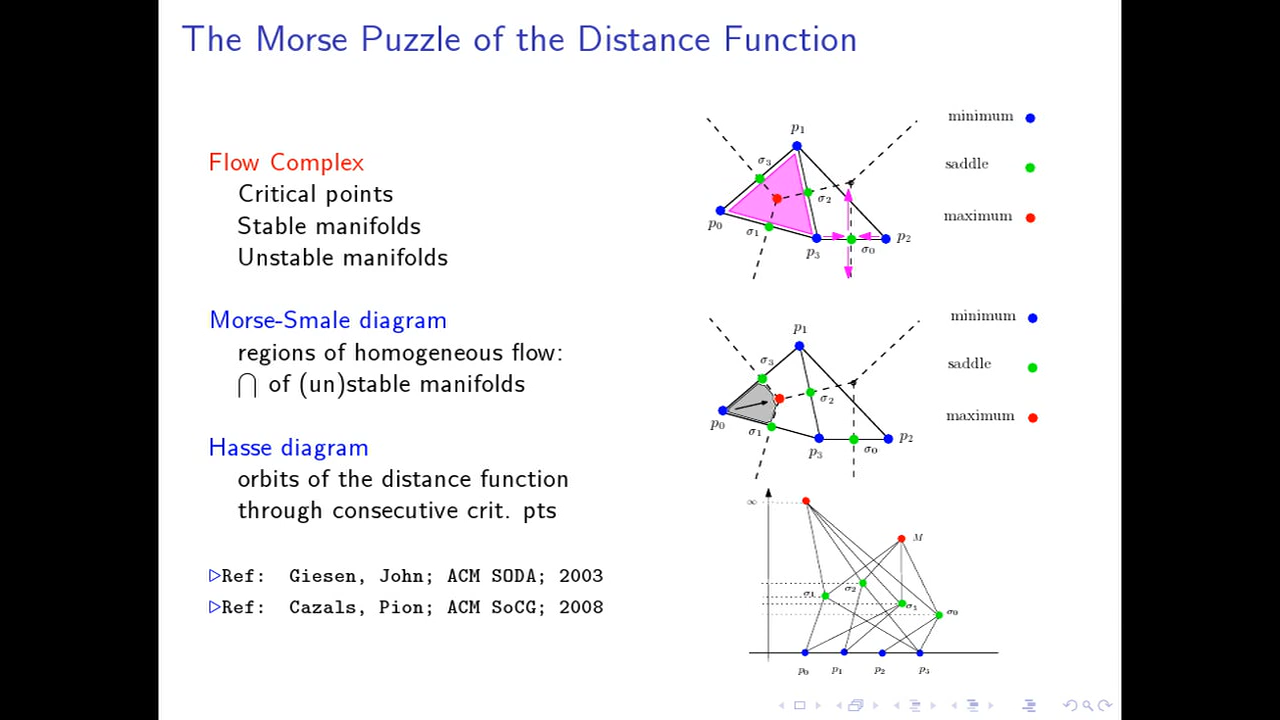 The Morse Puzzle of the Distance Function
Flow Complex
Critical points
Stable manifolds
Unstable manifolds
Morse-Smale diagram
regions of homogeneous flow:
⋂ of (un)stable manifolds
Hasse diagram
orbits of the distance function
through consecutive crit. pts
▷Ref: Giesen, John; ACM SODA; 2003
▷Ref: Cazals, Pion; ACM SoCG; 2008
p1
σ3
σ2
p0
σ1
p3
σ0
p2
minimum
saddle
maximum
p1
σ3
σ2
p0
σ1
p3
σ0
p2
minimum
saddle
maximum
∞
M
σ1
σ2
σ1
σ0
p0
p1
p2
p3